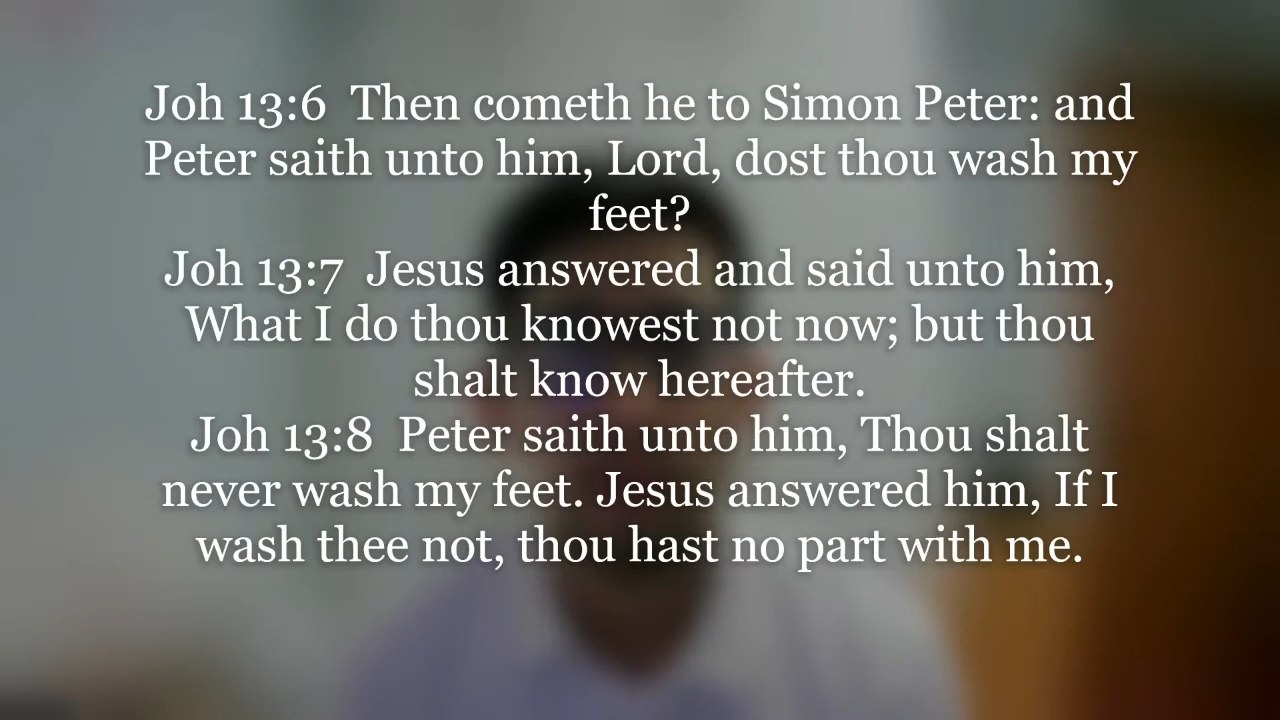 Joh 13:6  Then cometh he to Simon Peter: and
Peter saith unto him, Lord, dost thou wash my
feet?
Joh 13:7  Jesus answered and said unto him,
What I do thou knowest not now; but thou
shalt know hereafter.
Joh 13:8  Peter saith unto him, Thou shalt
never wash my feet. Jesus answered him, If I
wash thee not, thou hast no part with me.